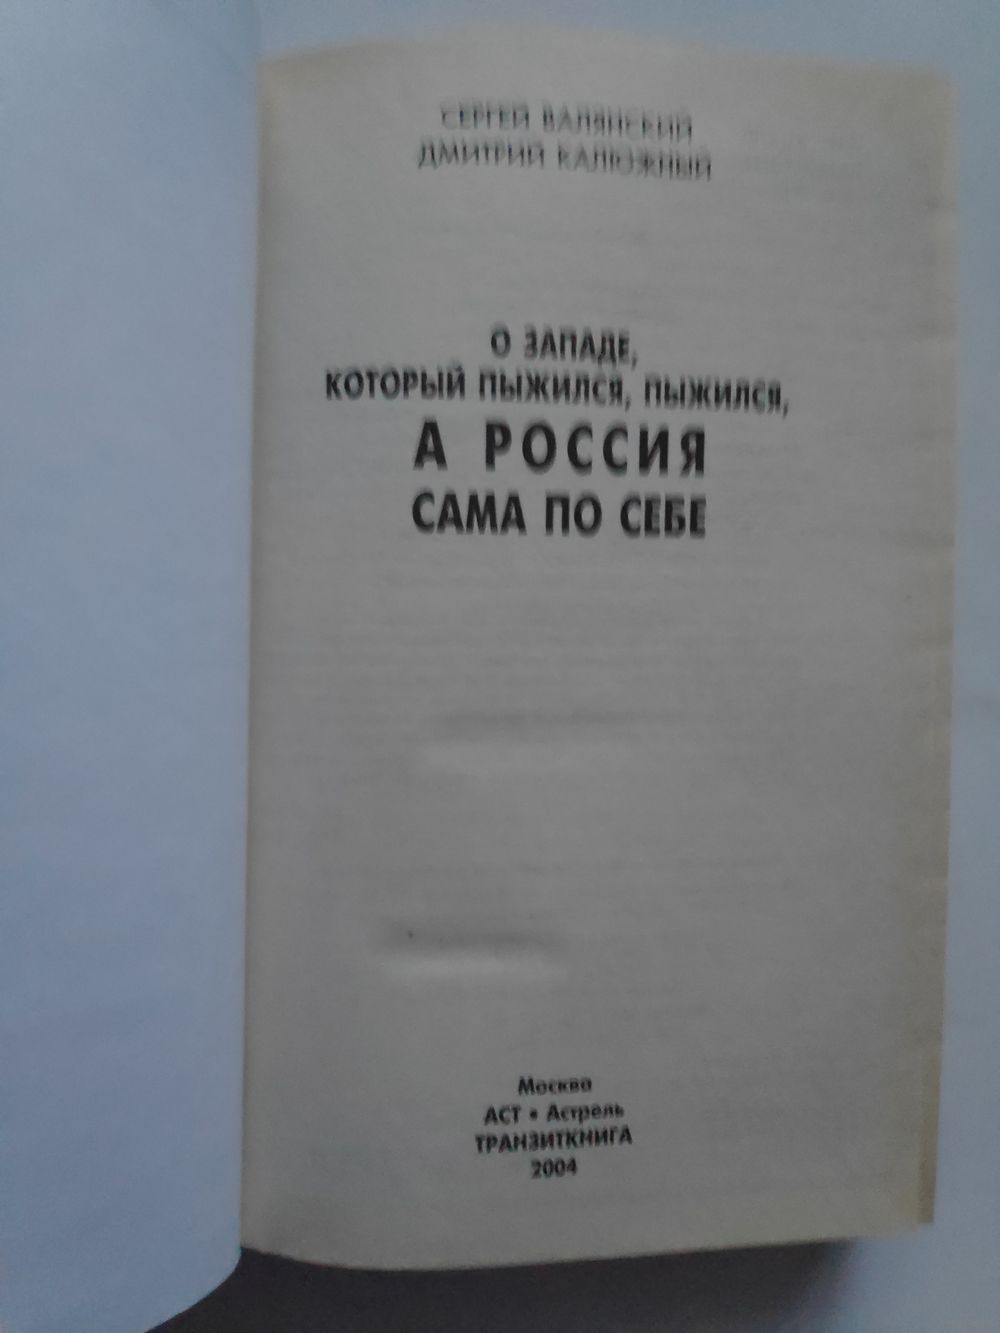 СЕРГЕЙ ВАЛЯНСКИЙ
ДМИТРИЙ КАЛЮЖНЫЙ
О ЗАПАДЕ,
КОТОРЫЙ ПЫЖИЛСЯ, ПЫЖИЛСЯ,
А РОССИЯ
САМА ПО СЕБЕ
Москва
АСТ • Астрель
ТРАНЗИТКНИГА
2004